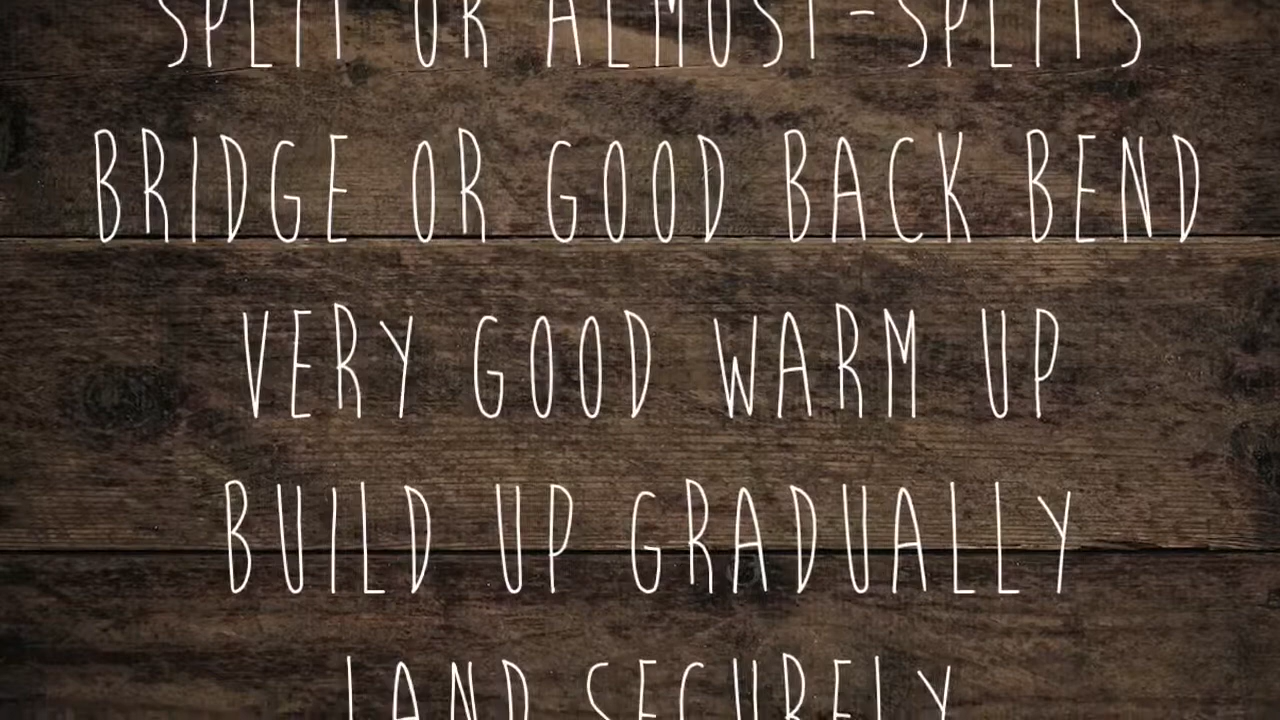 SPLIT OR ALMOST-SPLITS
BRIDGE OR GOOD BACK BEND
VERY GOOD WARM UP
BUILD UP GRADUALLY
LAND SECURELY